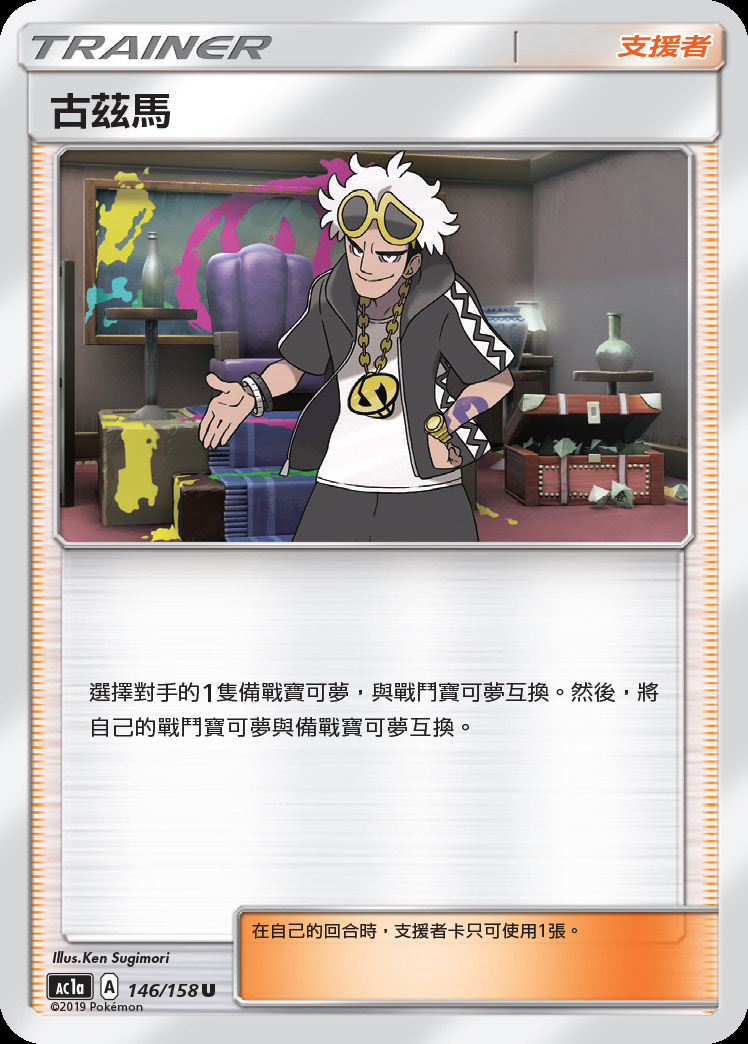 TRAINER 支援者
古茲馬
選擇對手的1隻備戰寶可夢,與戰鬥寶可夢互換。然後,將
自己的戰鬥寶可夢與備戰寶可夢互換。
在自己的回合時,支援者卡只可使用1張。
Illus.Ken Sugimori
AC1a A 146/158 U
©2019 Pokémon